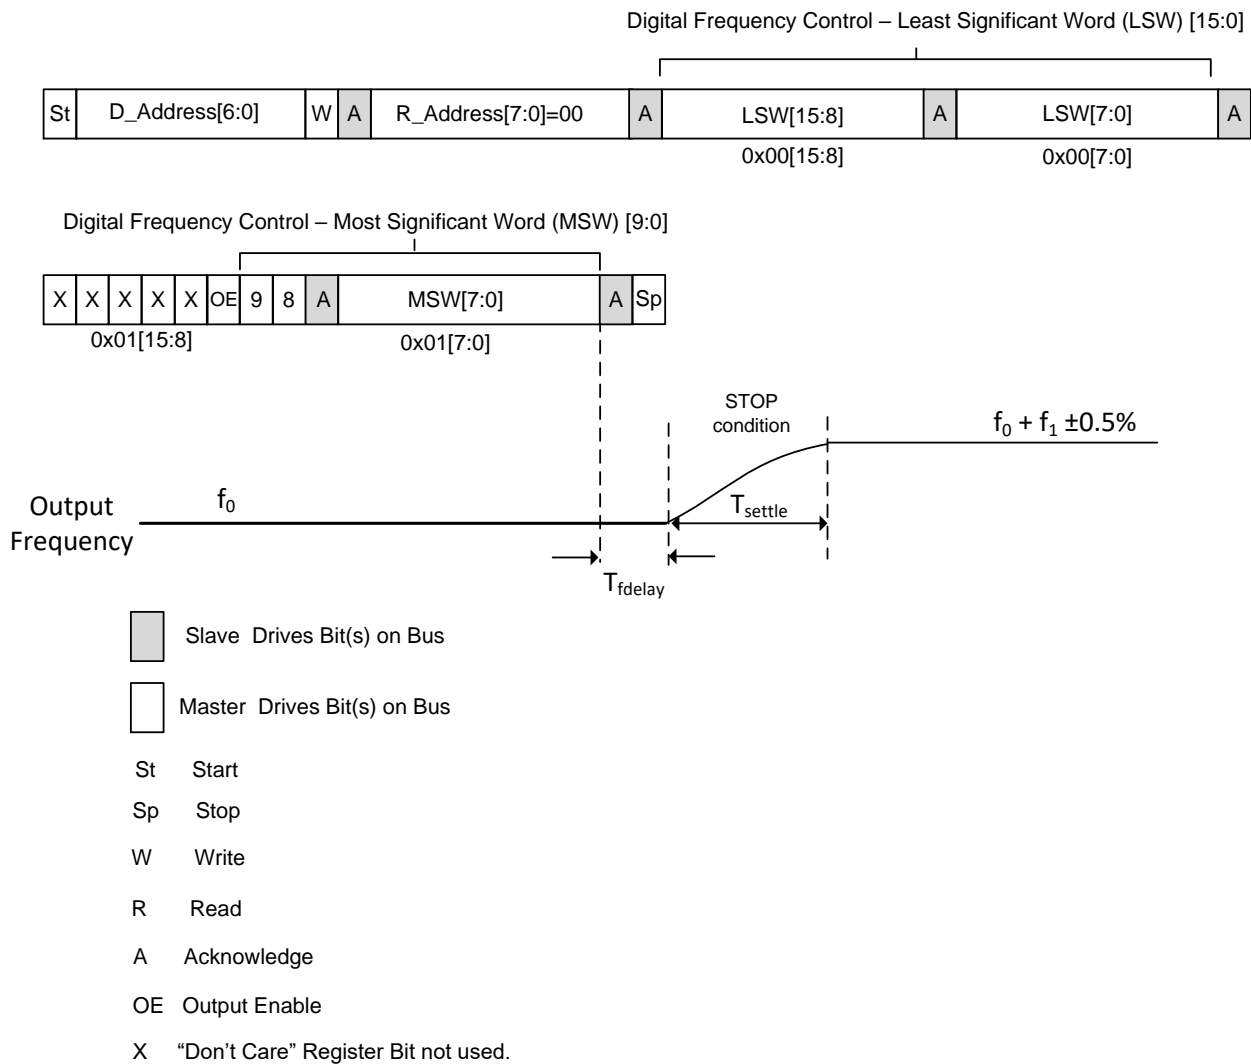 Digital Frequency Control – Least Significant Word (LSW) [15:0]
St D_Address[6:0] W A R_Address[7:0]=00 A LSW[15:8] A LSW[7:0] A
0x00[15:8] 0x00[7:0]
Digital Frequency Control – Most Significant Word (MSW) [9:0]
X X X X X OE 9 8 A MSW[7:0] A Sp
0x01[15:8] 0x01[7:0]
STOP
condition
f0 + f1 ±0.5%
f0
Output
Frequency
Tsettle
Tfdelay
Slave Drives Bit(s) on Bus
Master Drives Bit(s) on Bus
St Start
Sp Stop
W Write
R Read
A Acknowledge
OE Output Enable
X “Don’t Care” Register Bit not used.